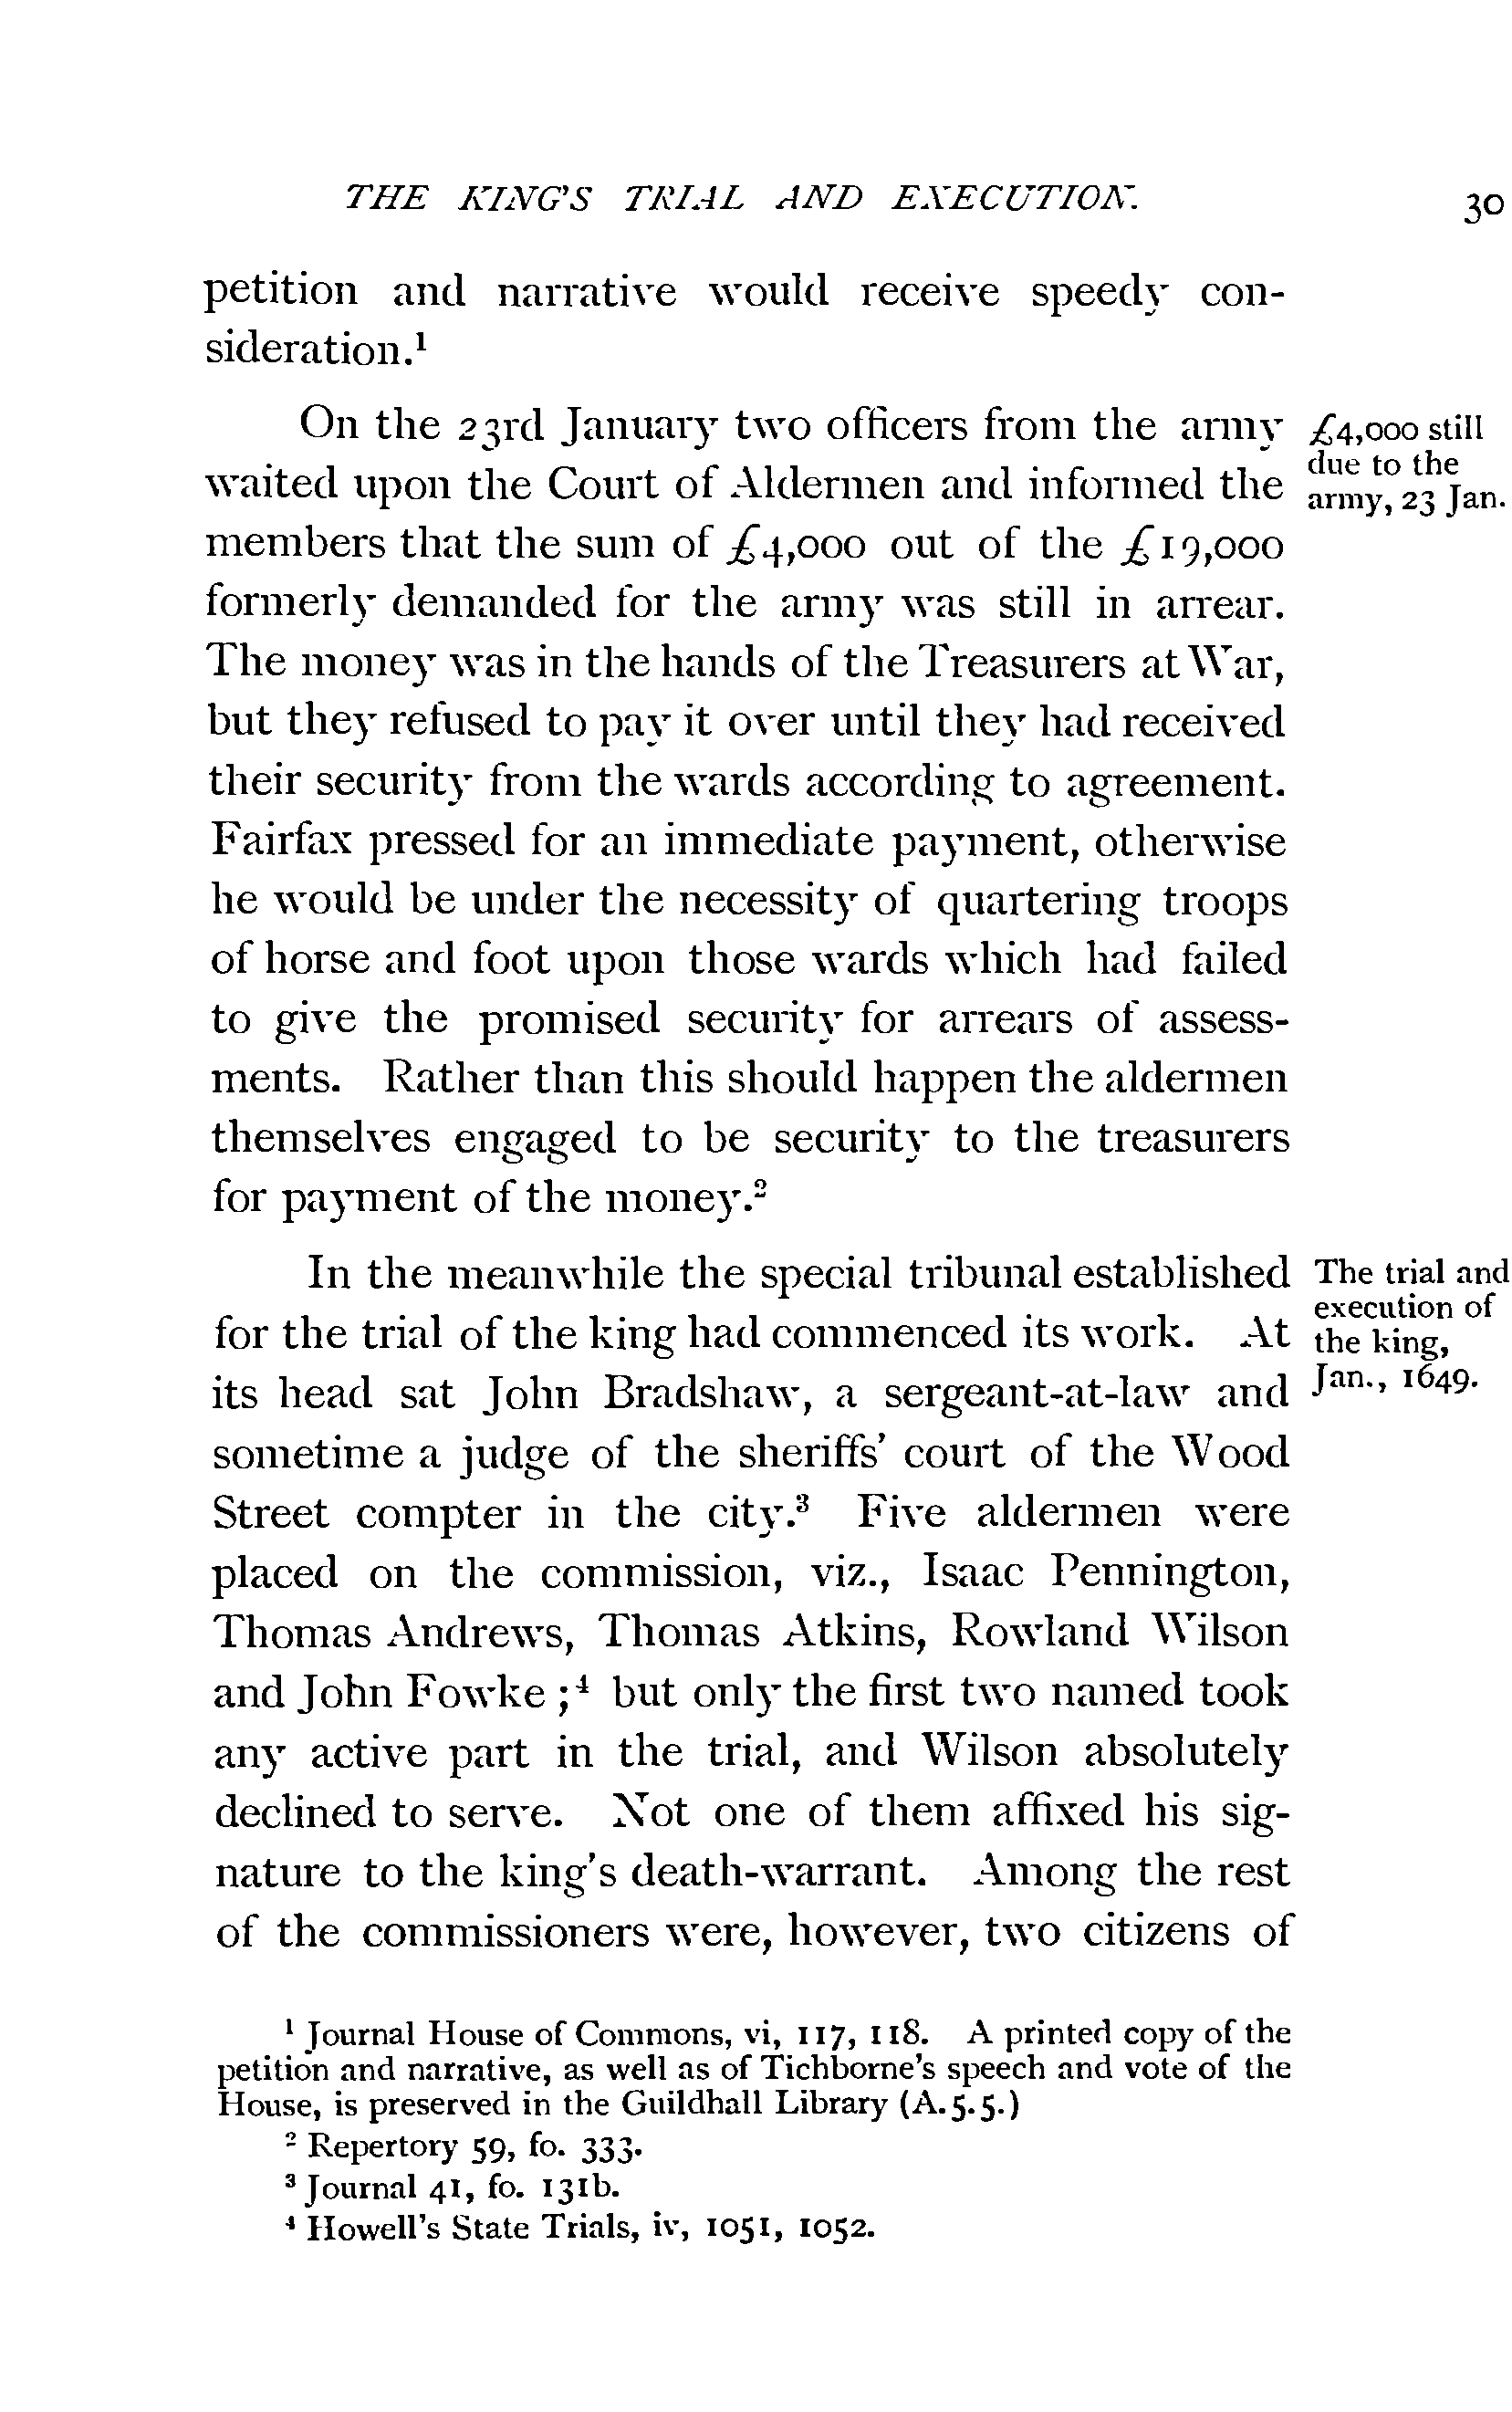 THE KING'S TRIAL AND EXECUTION. 30
petition and narrative would receive speedy con-
sideration.¹
On the 23rd January two officers from the army
waited upon the Court of Aldermen and informed the
members that the sum of £4,000 out of the £19,000
formerly demanded for the army was still in arrear.
The money was in the hands of the Treasurers at War,
but they refused to pay it over until they had received
their security from the wards according to agreement.
Fairfax pressed for an immediate payment, otherwise
he would be under the necessity of quartering troops
of horse and foot upon those wards which had failed
to give the promised security for arrears of assess-
ments. Rather than this should happen the aldermen
themselves engaged to be security to the treasurers
for payment of the money.²
£4,000 still
due to the
army, 23 Jan.
In the meanwhile the special tribunal established
for the trial of the king had commenced its work. At
its head sat John Bradshaw, a sergeant-at-law and
sometime a judge of the sheriffs' court of the Wood
Street compter in the city.³ Five aldermen were
placed on the commission, viz., Isaac Pennington,
Thomas Andrews, Thomas Atkins, Rowland Wilson
and John Fowke ;⁴ but only the first two named took
any active part in the trial, and Wilson absolutely
declined to serve. Not one of them affixed his sig-
nature to the king's death-warrant. Among the rest
of the commissioners were, however, two citizens of
The trial and
execution of
the king,
Jan., 1649.
¹ Journal House of Commons, vi, 117, 118. A printed copy of the
petition and narrative, as well as of Tichborne's speech and vote of the
House, is preserved in the Guildhall Library (A.5.5.)
² Repertory 59, fo. 333.
³ Journal 41, fo. 131b.
⁴ Howell's State Trials, iv, 1051, 1052.